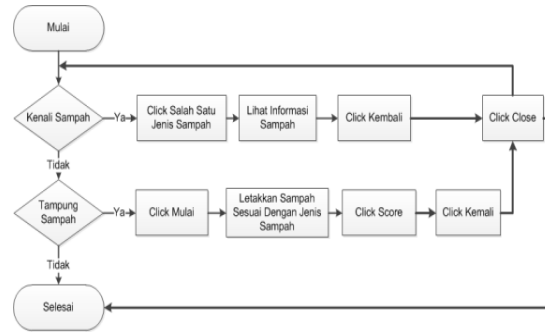 Mulai
Kenali Sampah
Ya
Click Salah Satu
Jenis Sampah
Lihat Informasi
Sampah
Click Kembali
Click Close
Tidak
Tampung
Sampah
Ya
Click Mulai
Letakkan Sampah
Sesuai Dengan Jenis
Sampah
Click Score
Click Kemali
Tidak
Selesai